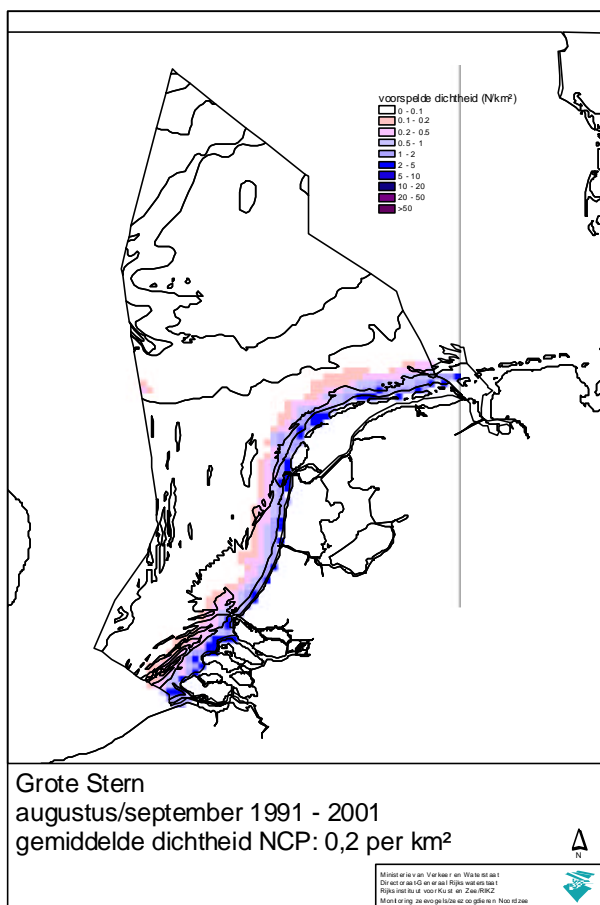 voorspelde dichtheid (N/km²)
0 - 0.1
0.1 - 0.2
0.2 - 0.5
0.5 - 1
1 - 2
2 - 5
5 - 10
10 - 20
20 - 50
>50
Grote Stern
augustus/september 1991 - 2001
gemiddelde dichtheid NCP: 0,2 per km²
N
Ministerie van Verkeer en Waterstaat
Directoraat-Generaal Rijkswaterstaat
Rijksinstituut voor Kust en Zee/RIKZ
Monitoring zeevogels/zeezoogdieren Noordzee